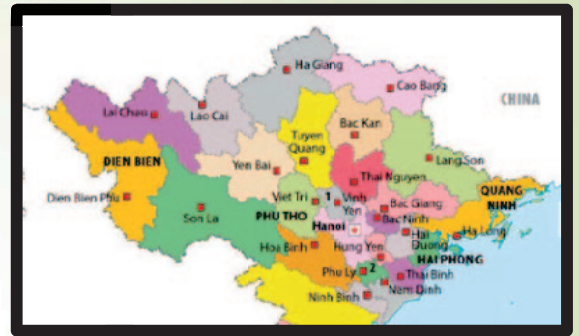 Ha Giang
Cao Bang
CHINA
Lai Chau
Lao Cai
Bac Kan
Tuyen
Quang
DIEN BIEN
Yen Bai
Lang Son
Thai Nguyen
Dien Bien Phu
Son La
Viet Tri
1
Vinh
Yen
Bac Giang
QUANG
NINH
PHU THO
Bac Ninh
Hanoi
Hai
Duong
Ha Long
Hoa Binh
Hung Yen
HAI PHONG
Phu Ly
2
Thai Binh
Nam Dinh
Ninh Binh